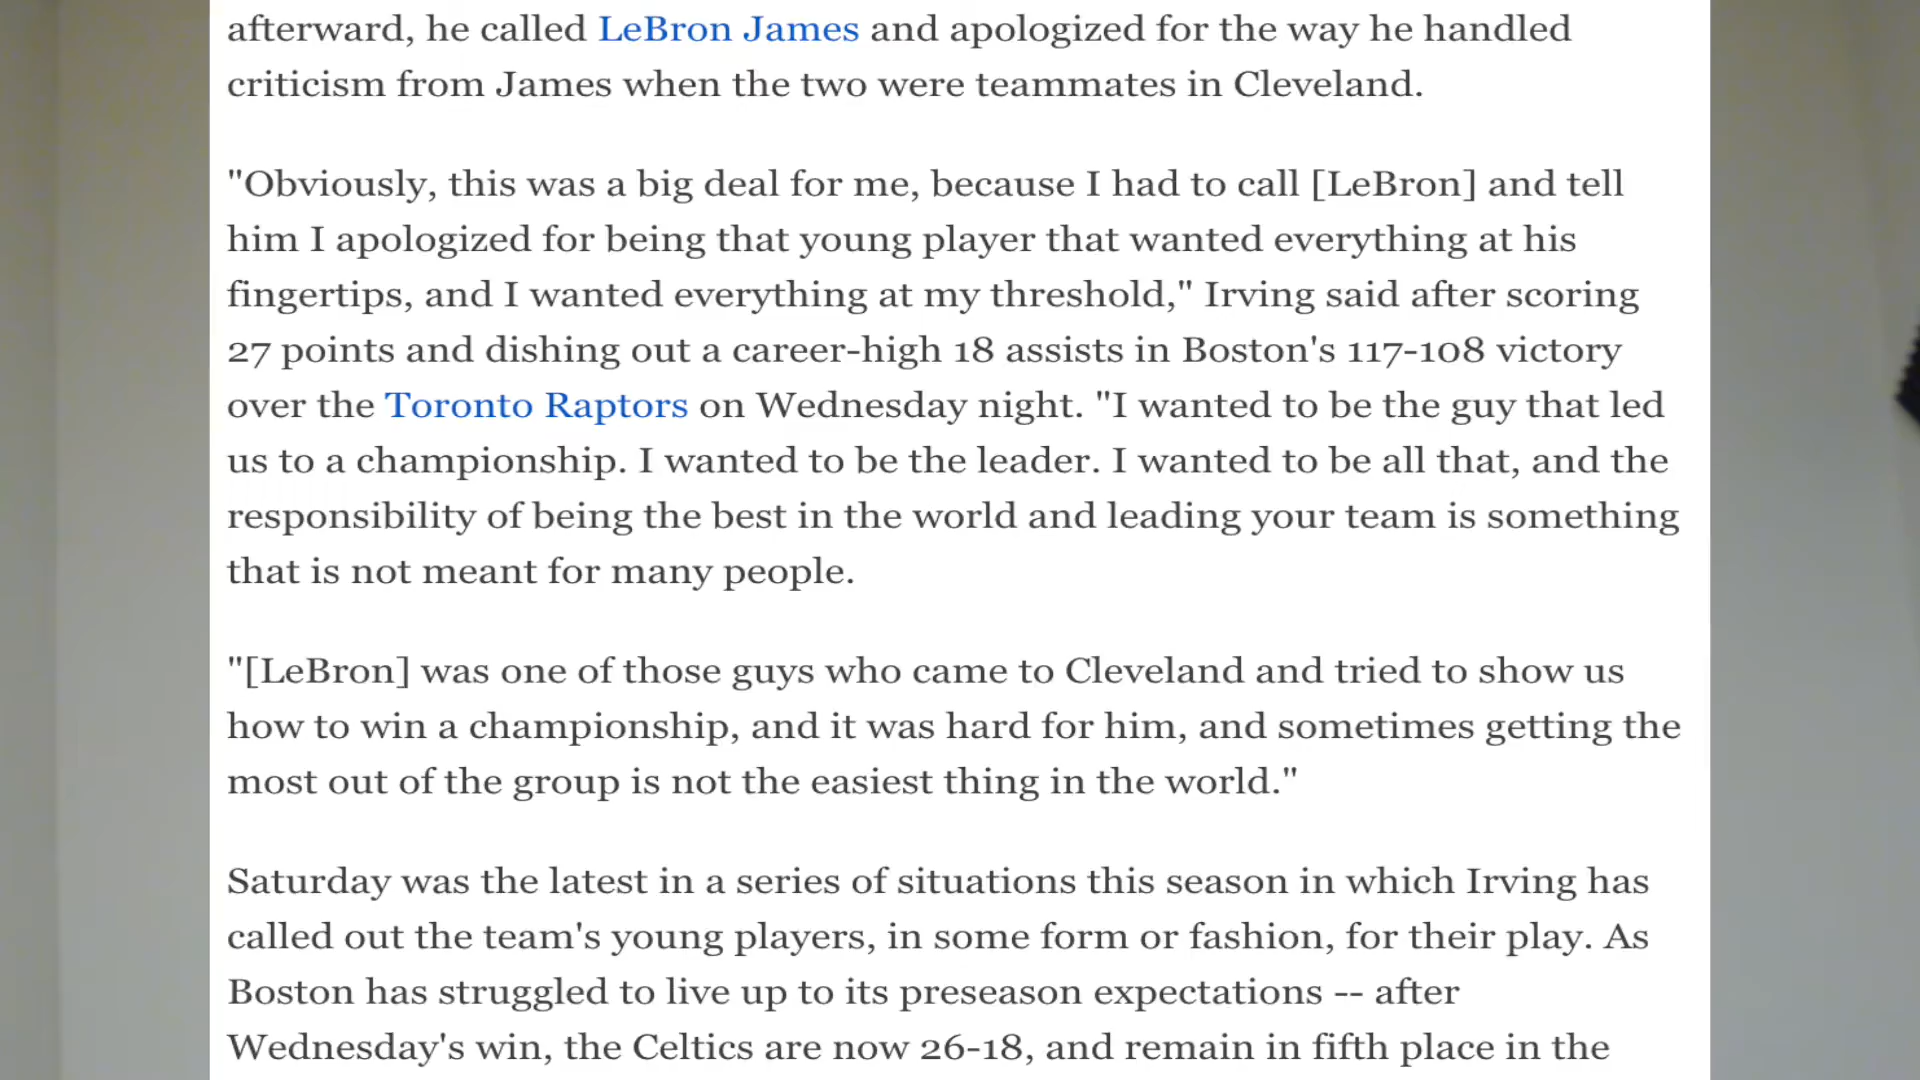 afterward, he called LeBron James and apologized for the way he handled
criticism from James when the two were teammates in Cleveland.
"Obviously, this was a big deal for me, because I had to call [LeBron] and tell
him I apologized for being that young player that wanted everything at his
fingertips, and I wanted everything at my threshold," Irving said after scoring
27 points and dishing out a career-high 18 assists in Boston's 117-108 victory
over the Toronto Raptors on Wednesday night. "I wanted to be the guy that led
us to a championship. I wanted to be the leader. I wanted to be all that, and the
responsibility of being the best in the world and leading your team is something
that is not meant for many people.
"[LeBron] was one of those guys who came to Cleveland and tried to show us
how to win a championship, and it was hard for him, and sometimes getting the
most out of the group is not the easiest thing in the world."
Saturday was the latest in a series of situations this season in which Irving has
called out the team's young players, in some form or fashion, for their play. As
Boston has struggled to live up to its preseason expectations -- after
Wednesday's win, the Celtics are now 26-18, and remain in fifth place in the